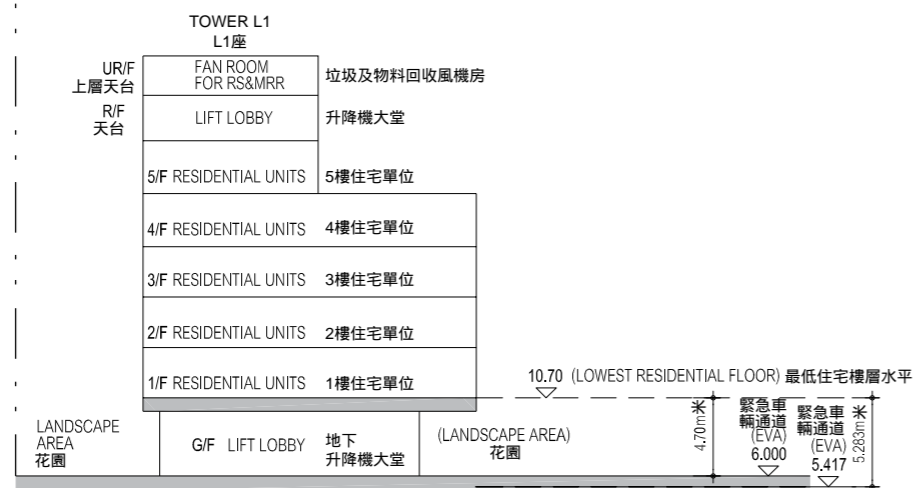 TOWER L1
L1座
UR/F
上層天台
FAN ROOM
FOR RS&MRR
垃圾及物料回收風機房
R/F
天台
LIFT LOBBY
升降機大堂
5/F RESIDENTIAL UNITS 5樓住宅單位
4/F RESIDENTIAL UNITS 4樓住宅單位
3/F RESIDENTIAL UNITS 3樓住宅單位
2/F RESIDENTIAL UNITS 2樓住宅單位
1/F RESIDENTIAL UNITS 1樓住宅單位
10.70 (LOWEST RESIDENTIAL FLOOR) 最低住宅樓層水平
LANDSCAPE
AREA
花園
G/F LIFT LOBBY
地下
升降機大堂
(LANDSCAPE AREA)
花園
4.70m米
緊急車
輛通道
(EVA)
6.000
緊急車
輛通道
(EVA)
5.417
5.283m米